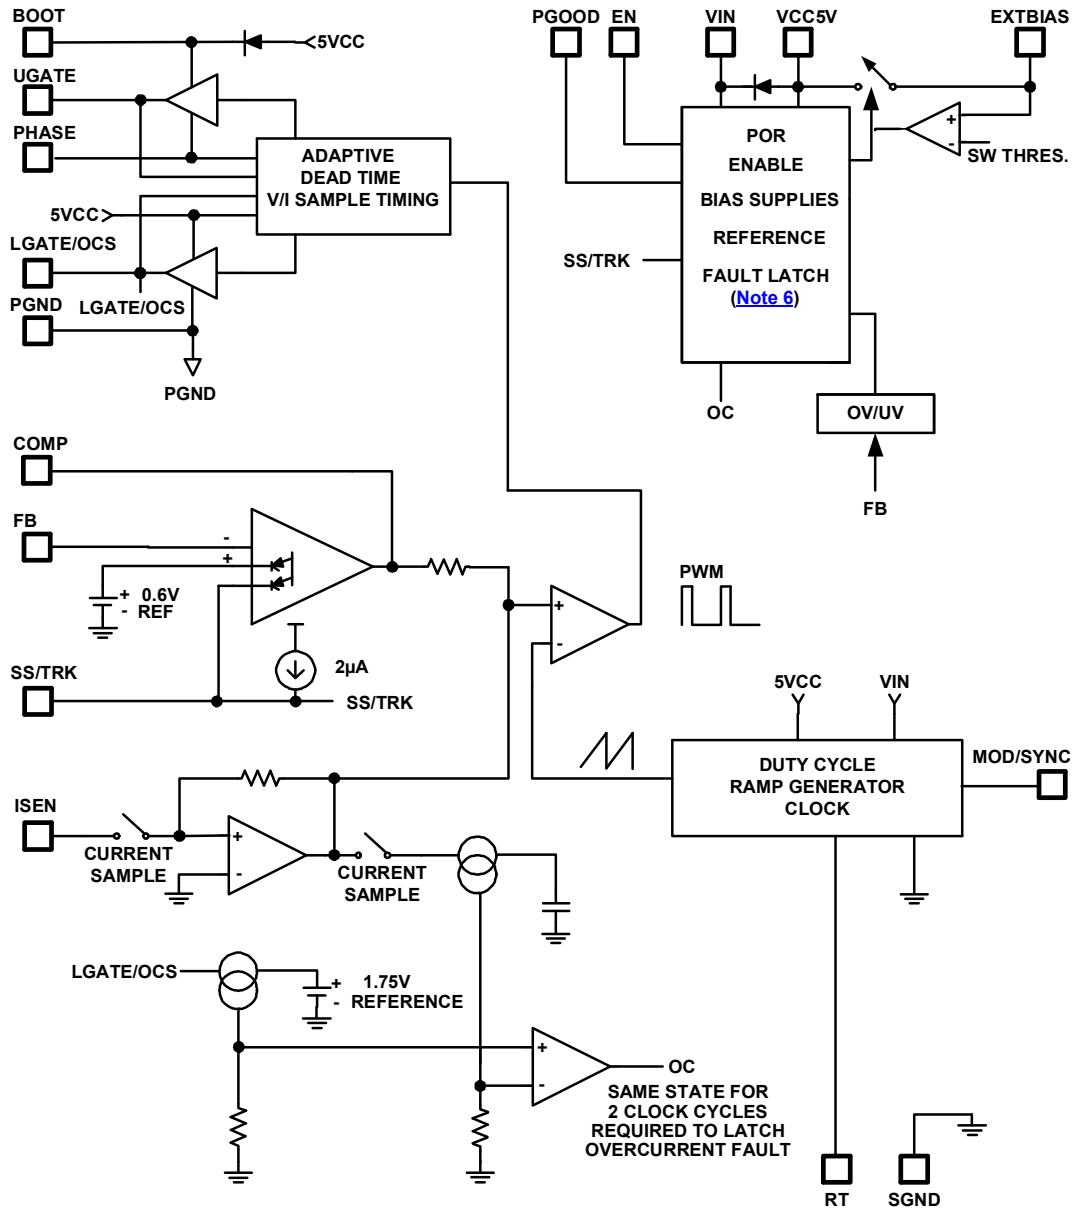 BOOT
5VCC
UGATE
PHASE
ADAPTIVE
DEAD TIME
V/I SAMPLE TIMING
5VCC
LGATE/OCS
LGATE/OCS
PGND
PGND
PGOOD
EN
VIN
VCC5V
EXTBIAS
POR
ENABLE
BIAS SUPPLIES
REFERENCE
FAULT LATCH
(Note 6)
+
-
SW THRES.
SS/TRK
OC
OV/UV
FB
COMP
FB
-
+
+ 0.6V
- REF
2µA
SS/TRK
SS/TRK
+
-
PWM
5VCC
VIN
DUTY CYCLE
RAMP GENERATOR
CLOCK
MOD/SYNC
ISEN
CURRENT
SAMPLE
+
-
CURRENT
SAMPLE
LGATE/OCS
+ 1.75V
- REFERENCE
+
-
OC
SAME STATE FOR
2 CLOCK CYCLES
REQUIRED TO LATCH
OVERCURRENT FAULT
RT
SGND